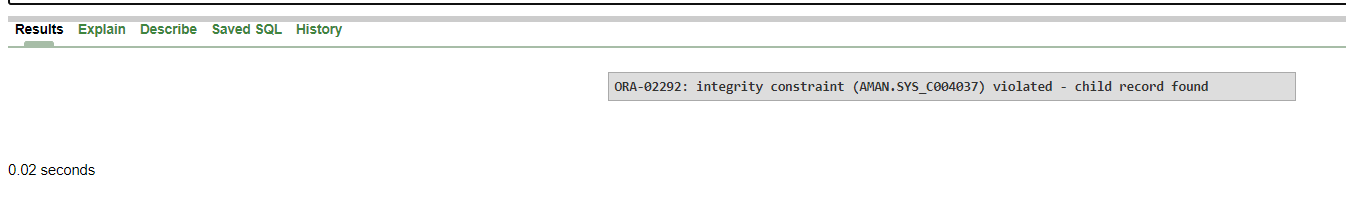 Results Explain Describe Saved SQL History
ORA-02292: integrity constraint (AMAN.SYS_C004037) violated - child record found
0.02 seconds